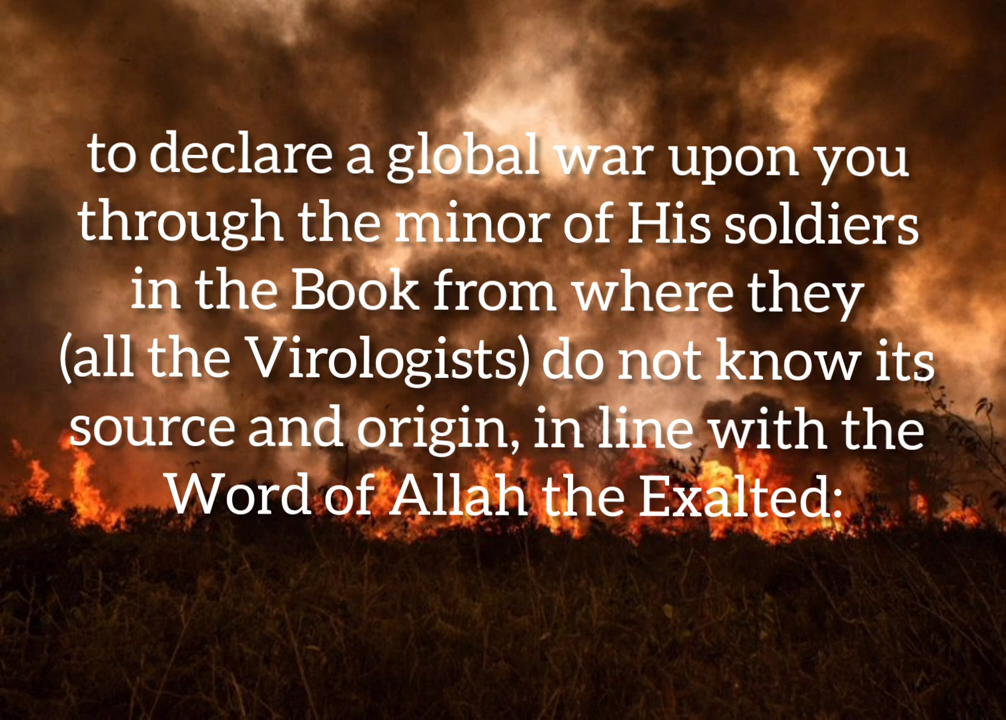 to declare a global war upon you
through the minor of His soldiers
in the Book from where they
(all the Virologists) do not know its
source and origin, in line with the
Word of Allah the Exalted: